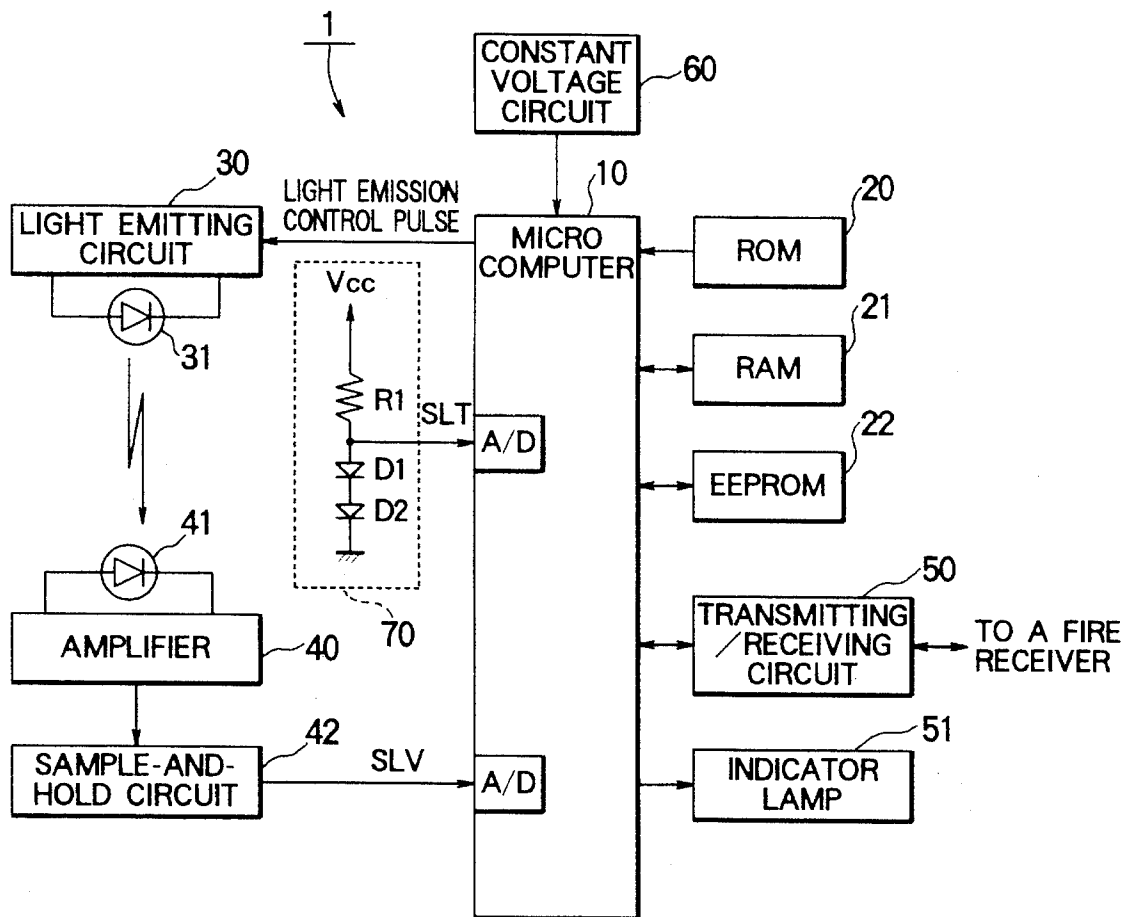 1
CONSTANT
VOLTAGE
CIRCUIT
60
30
LIGHT EMISSION
CONTROL PULSE
10
20
LIGHT EMITTING
CIRCUIT
MICRO
COMPUTER
ROM
Vcc
31
21
RAM
R1
SLT
A/D
22
D1
EEPROM
D2
41
70
50
AMPLIFIER
40
TRANSMITTING
/RECEIVING
CIRCUIT
TO A FIRE
RECEIVER
42
51
SAMPLE-AND-
HOLD CIRCUIT
SLV
A/D
INDICATOR
LAMP